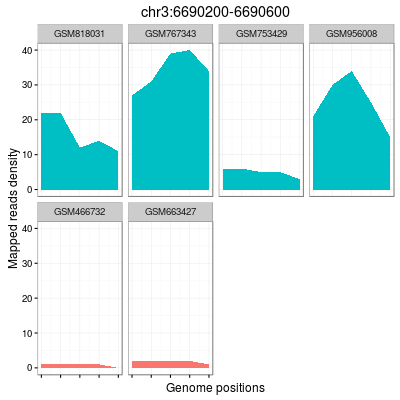 chr3:6690200-6690600
GSM818031 GSM767343 GSM753429 GSM956008
40
30
20
10
0
Mapped reads density
GSM466732 GSM663427
40
30
20
10
0
Genome positions